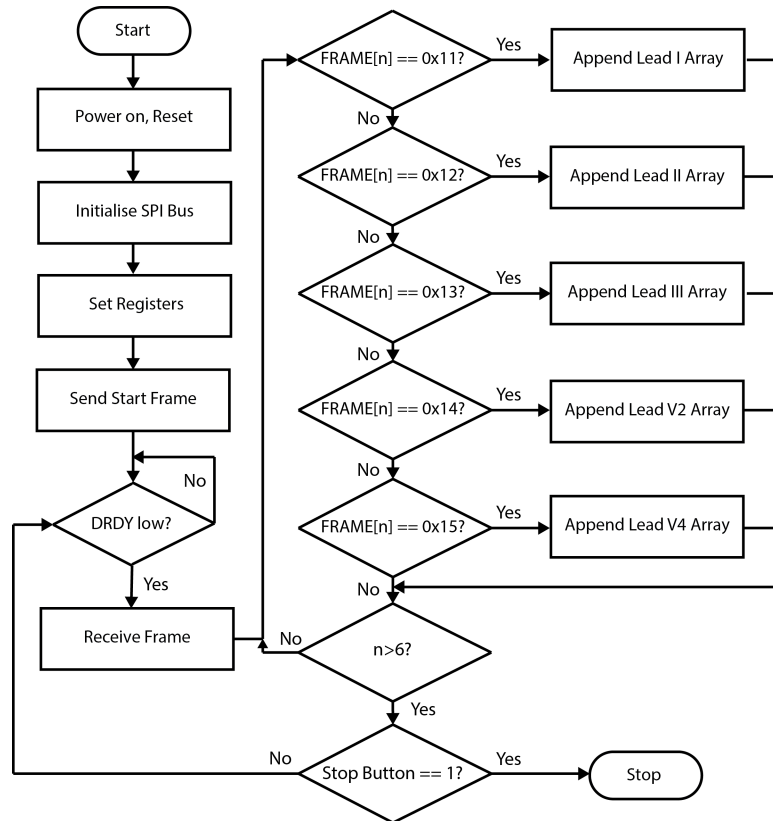 Start
Power on, Reset
Initialise SPI Bus
Set Registers
Send Start Frame
No
DRDY low?
Yes
Receive Frame
FRAME[n] == 0x11?
Yes
Append Lead I Array
No
FRAME[n] == 0x12?
Yes
Append Lead II Array
No
FRAME[n] == 0x13?
Yes
Append Lead III Array
No
FRAME[n] == 0x14?
Yes
Append Lead V2 Array
No
FRAME[n] == 0x15?
Yes
Append Lead V4 Array
No
No
n>6?
Yes
No
Stop Button == 1?
Yes
Stop